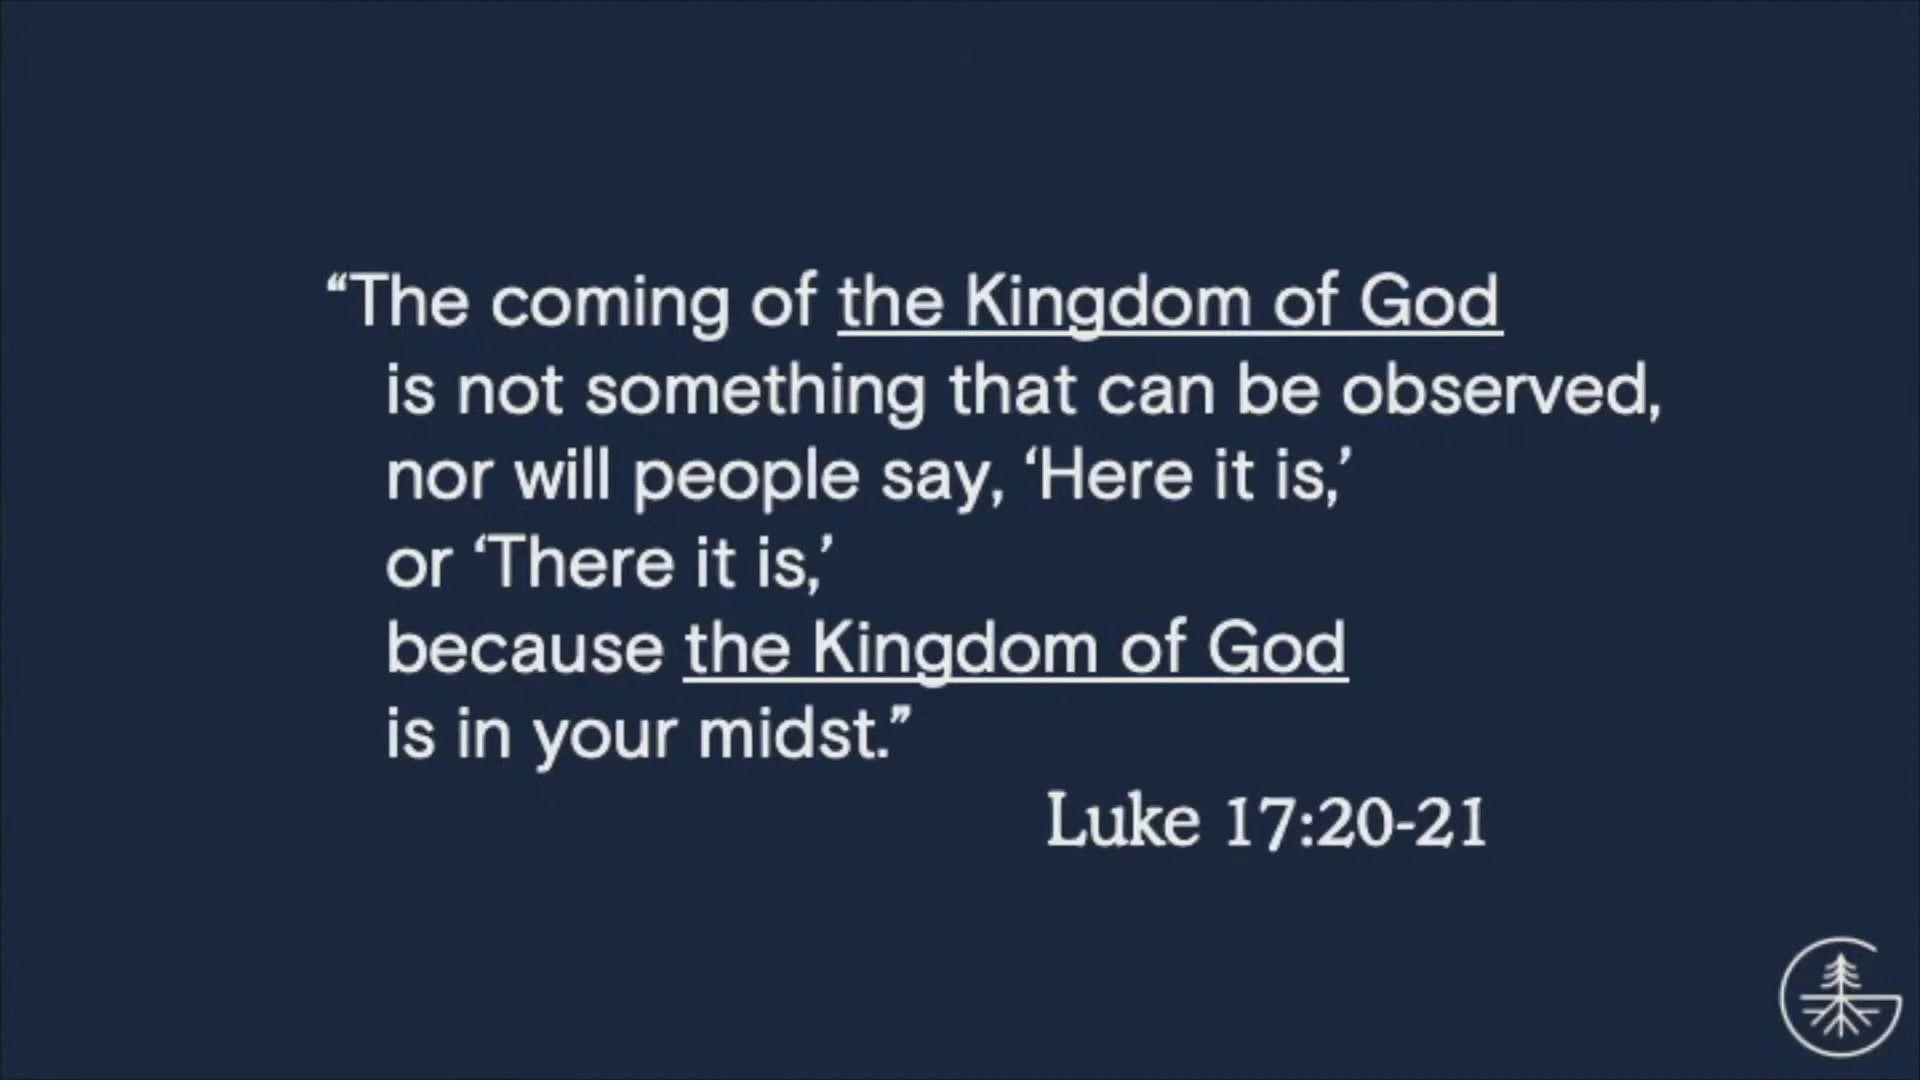 “The coming of the Kingdom of God
is not something that can be observed,
nor will people say, ‘Here it is,’
or ‘There it is,’
because the Kingdom of God
is in your midst.”
Luke 17:20-21